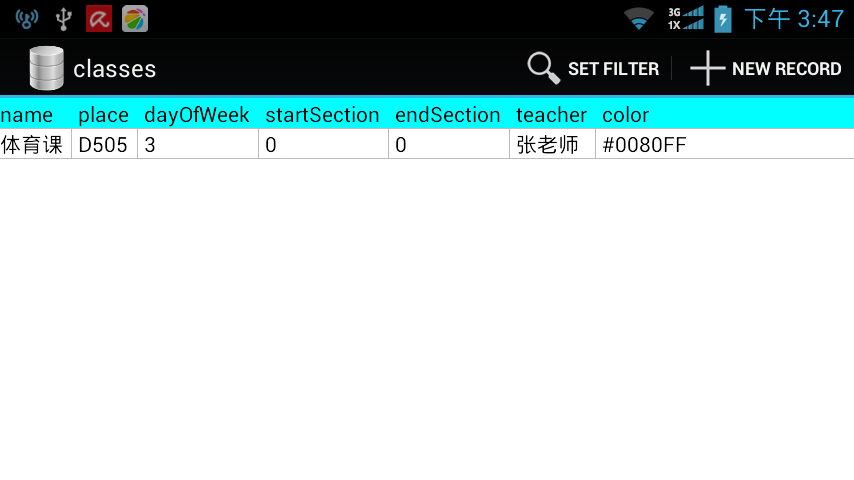 3G
1X
下午 3:47
classes SET FILTER NEW RECORD
name place dayOfWeek startSection endSection teacher color
体育课 D505 3 0 0 张老师 #0080FF